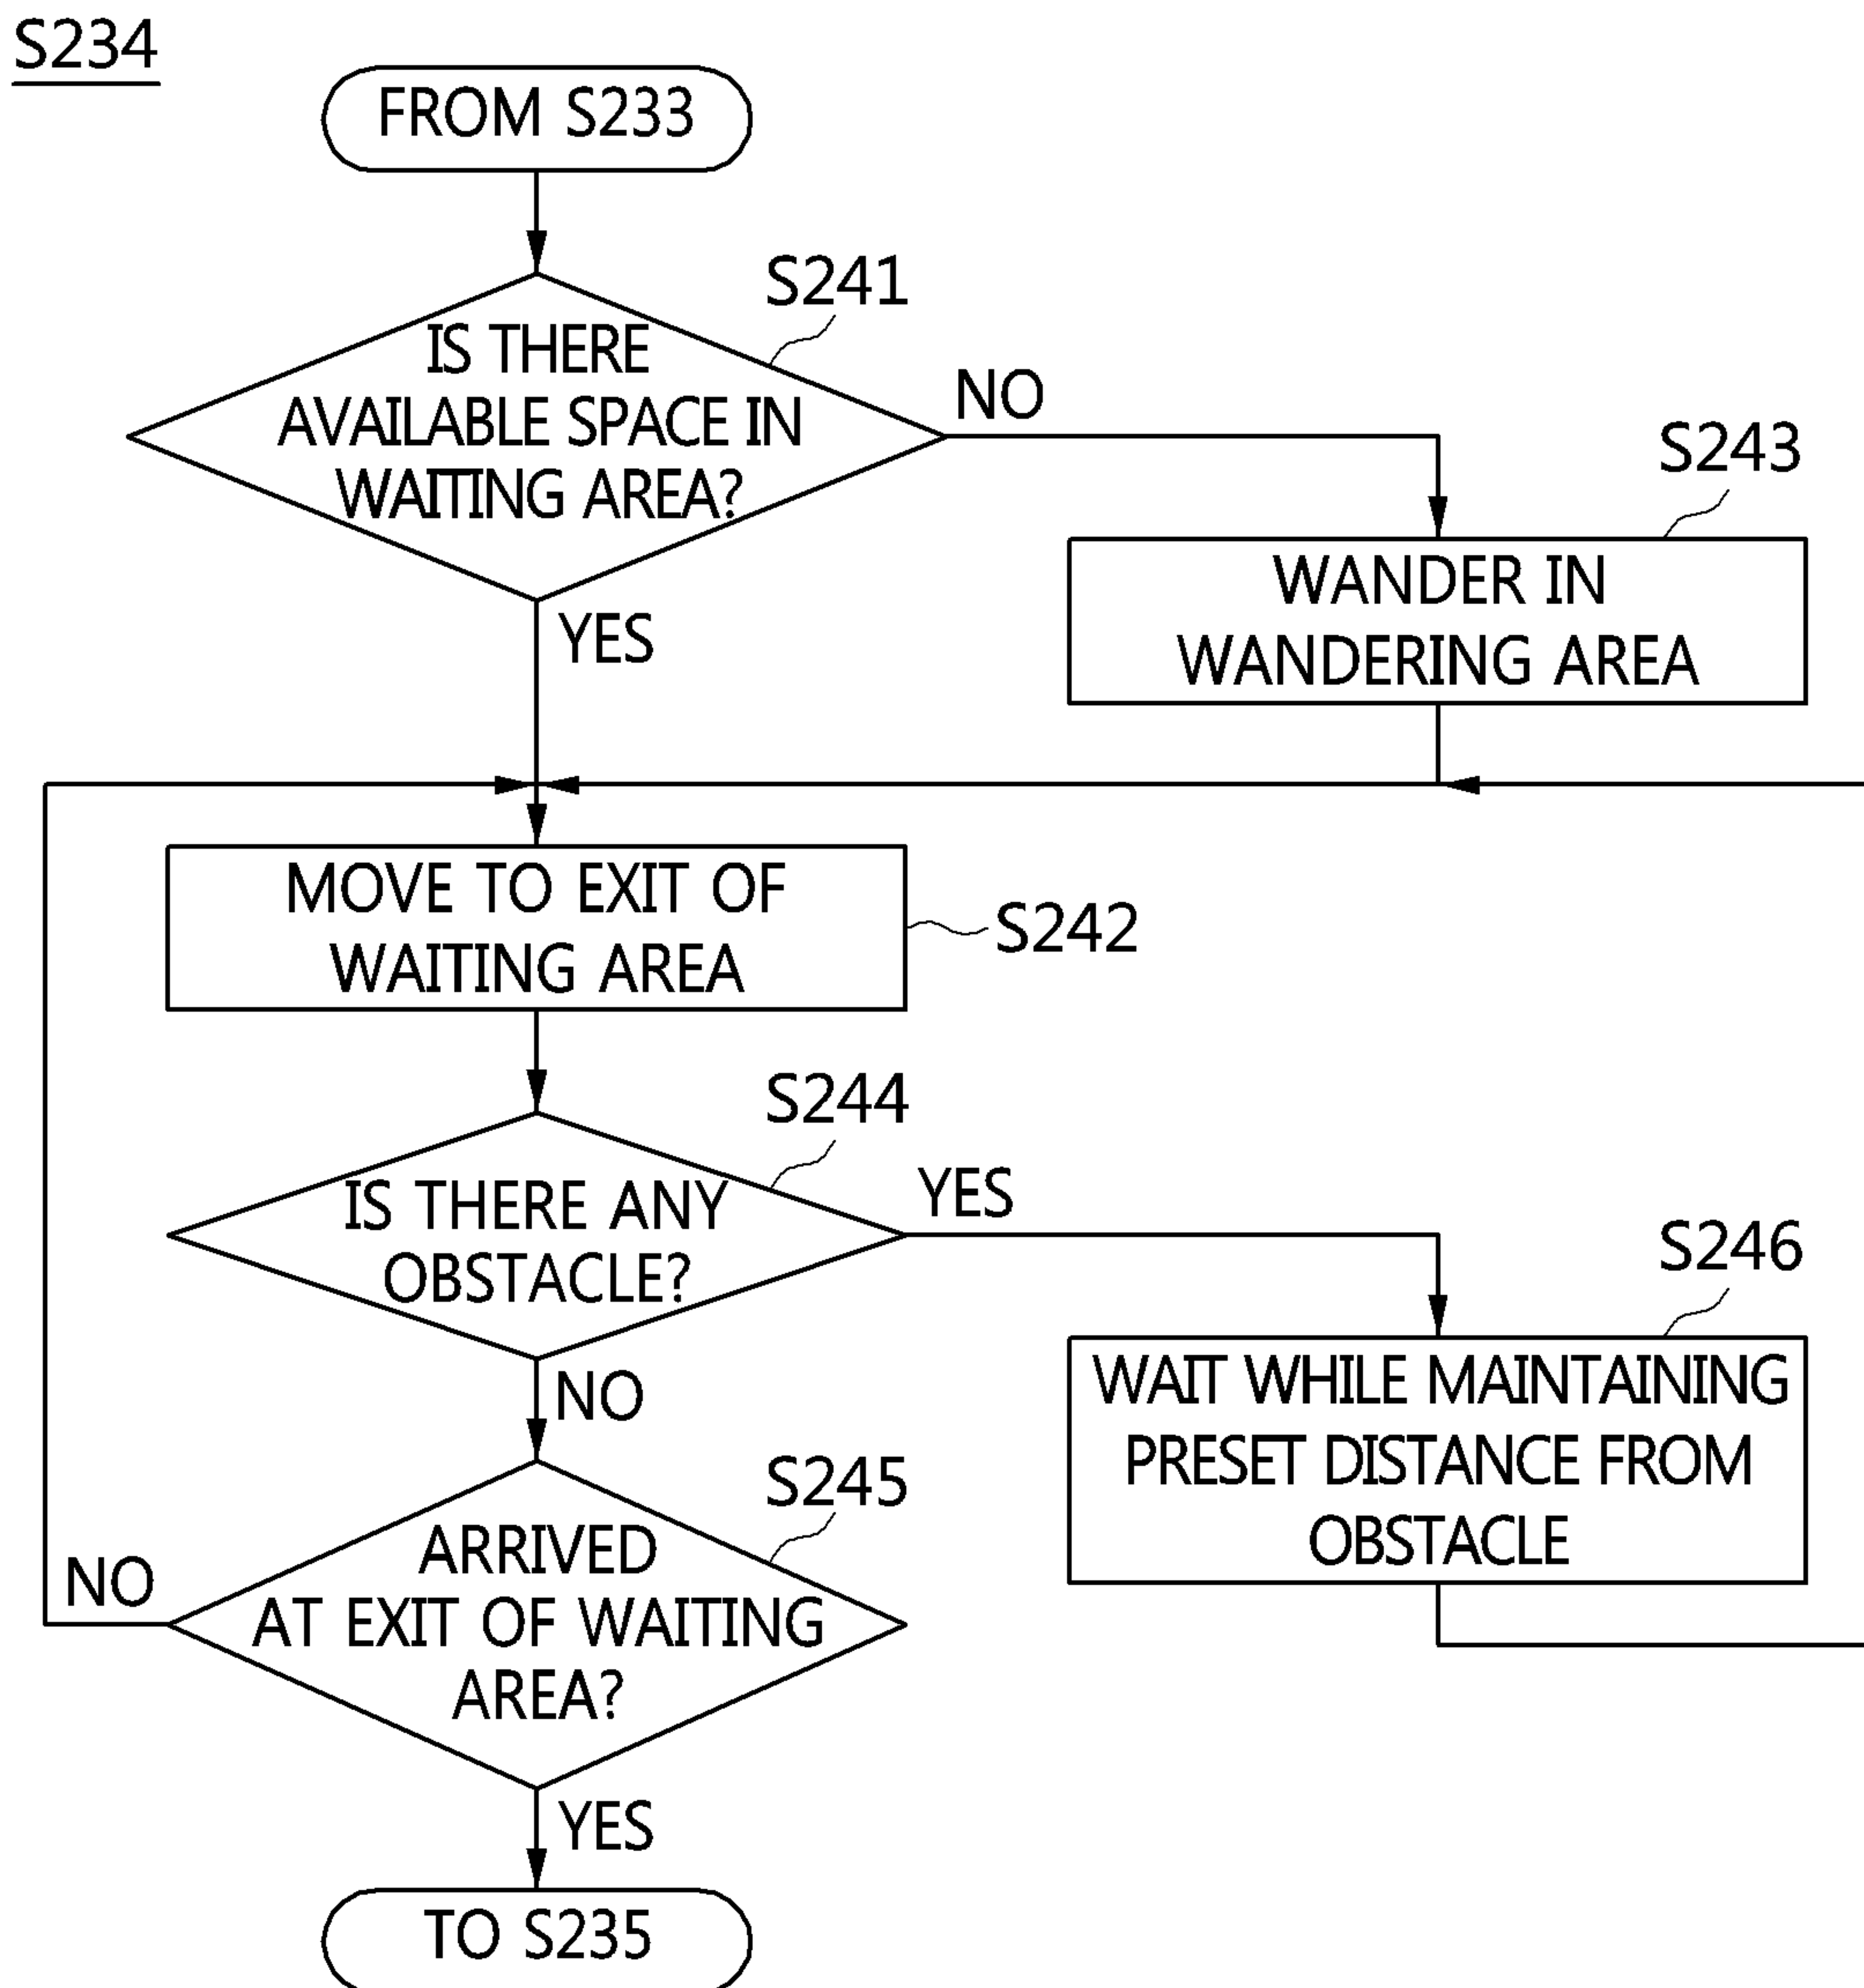 S234
FROM S233
S241
IS THERE
AVAILABLE SPACE IN
WAITING AREA?
NO
YES
S243
WANDER IN
WANDERING AREA
MOVE TO EXIT OF
WAITING AREA
S242
S244
IS THERE ANY
OBSTACLE?
YES
NO
S246
WAIT WHILE MAINTAINING
PRESET DISTANCE FROM
OBSTACLE
S245
ARRIVED
AT EXIT OF WAITING
AREA?
NO
YES
TO S235